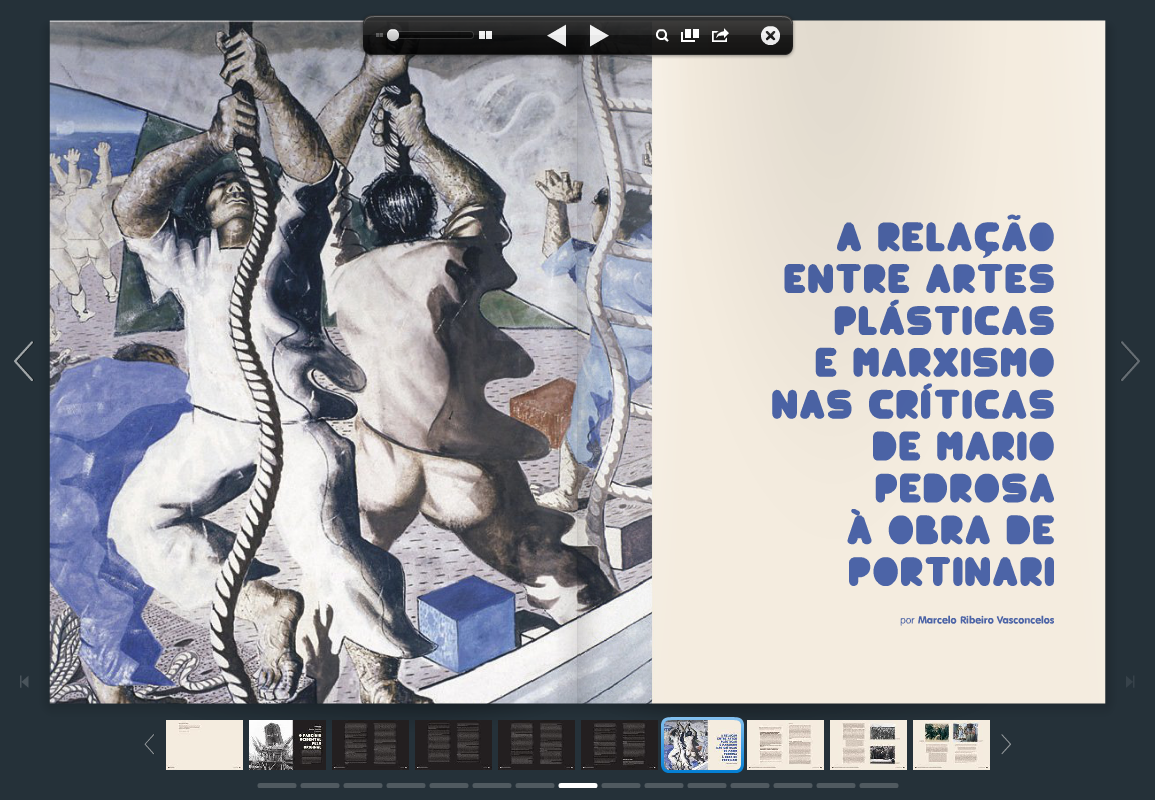 A RELAÇÃO
ENTRE ARTES
PLÁSTICAS
E MARXISMO
NAS CRÍTICAS
DE MARIO
PEDROSA
À OBRA DE
PORTINARI
por Marcelo Ribeiro Vasconcelos